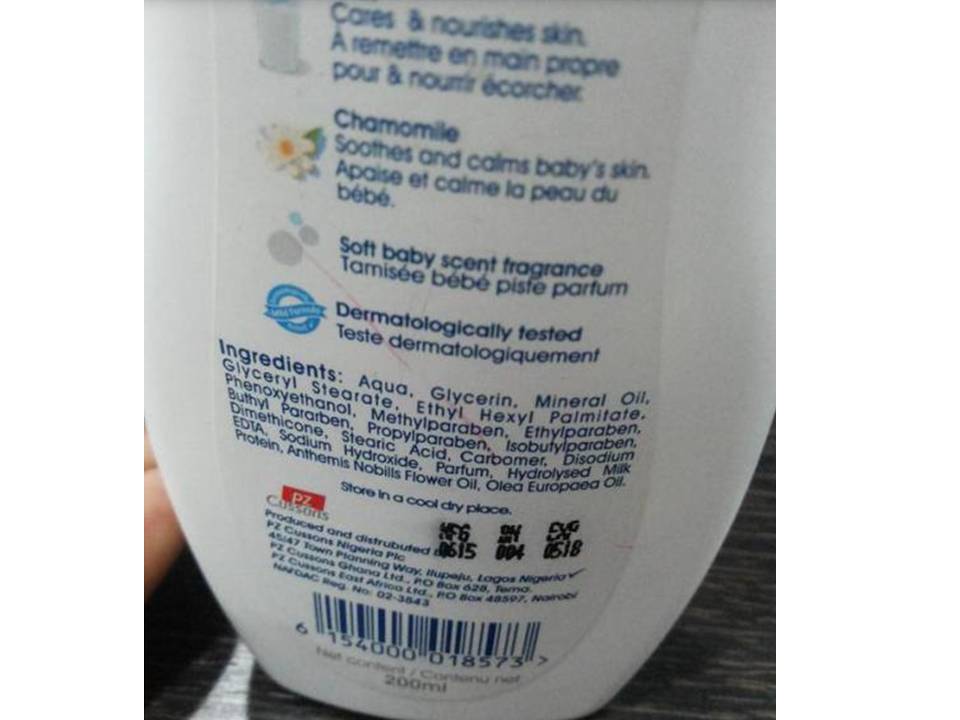 Cares & nourishes skin.
A remettre en main propre
pour & nourrir écorcher.
Chamomile
Soothes and calms baby's skin.
Apaise et calme la peau du
bébé.
Soft baby scent fragrance
Tamisée bébé piste parfum
Dermatologically tested
Teste dermatologiquement
Ingredients: Aqua, Glycerin, Mineral Oil,
Glyceryl Stearate, Ethyl Hexyl Palmitate,
Phenoxyethanol, Methylparaben, Ethylparaben,
Buthyl Pararben, Propylparaben, Isobutylparaben,
Dimethicone, Stearic Acid, Carbomer, Disodium
EDTA, Sodium Hydroxide, Parfum, Hydrolysed Milk
Protein, Anthemis Nobills Flower Oil, Olea Europaea Oil.
Store in a cool dry place.
PZ
Cussons
MFG BN EXP
0615 004 0518
Produced and distrubuted
PZ Cussons Nigeria Plc
45/47 Town Planning Way, Ilupeju, Lagos Nigeria
PZ Cussons Ghana Ltd., PO Box 628, Tema.
PZ Cussons East Africa Ltd., PO Box 48597, Nairobi
NAFDAC Reg. No: 02-3843
6 154000 018573 >
Net content / Contenu net
200ml